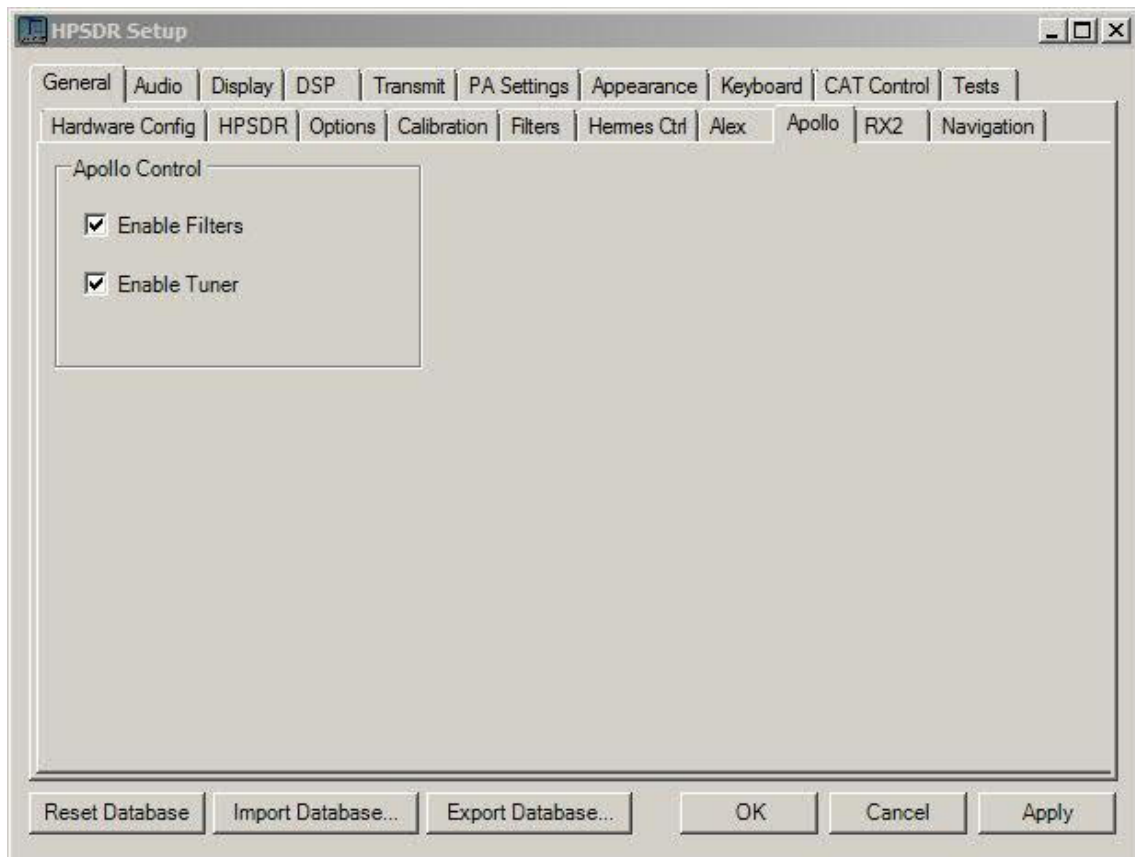 HPSDR Setup
General Audio Display DSP Transmit PA Settings Appearance Keyboard CAT Control Tests
Hardware Config HPSDR Options Calibration Filters Hermes Ctrl Alex Apollo RX2 Navigation
Apollo Control
Enable Filters
Enable Tuner
Reset Database Import Database... Export Database... OK Cancel Apply